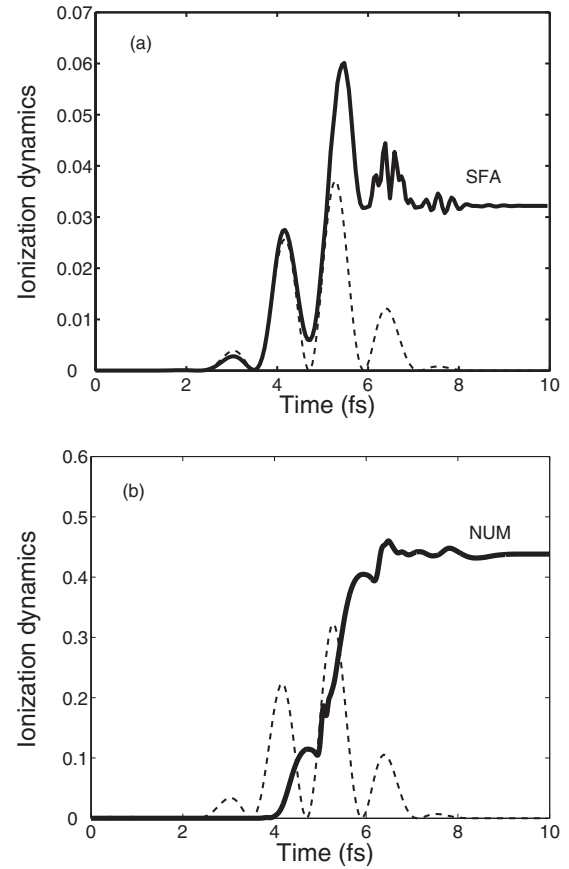 0.07
(a)
0.06
0.05
0.04
SFA
0.03
0.02
0.01
0
0 2 4 6 8 10
Time (fs)
Ionization dynamics
0.6
(b)
0.5
NUM
0.4
0.3
0.2
0.1
0
0 2 4 6 8 10
Time (fs)
Ionization dynamics